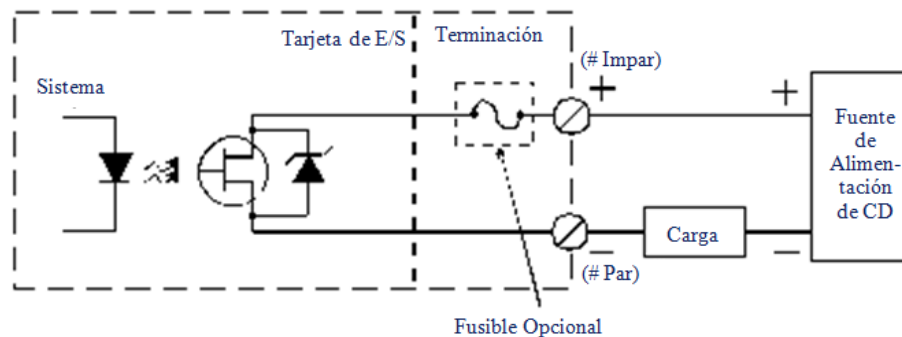 Tarjeta de E/S
Terminación
(# Impar)
Sistema
+
+
Fuente
de
Alimen-
tación
de CD
Carga
−
−
(# Par)
Fusible Opcional